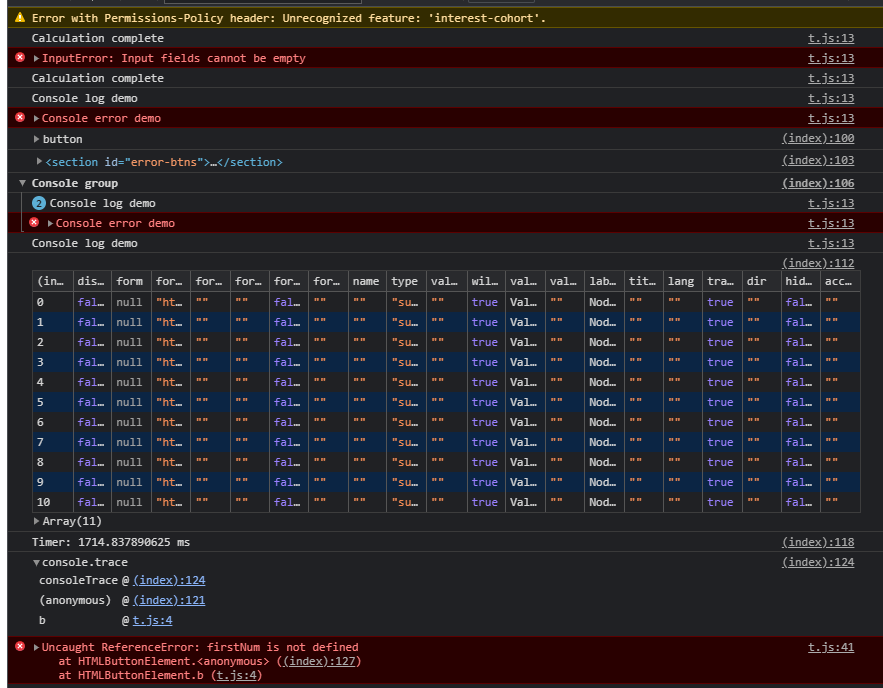 Error with Permissions-Policy header: Unrecognized feature: 'interest-cohort'.
Calculation complete t.js:13
InputError: Input fields cannot be empty t.js:13
Calculation complete t.js:13
Console log demo t.js:13
Console error demo t.js:13
button (index):100
<section id="error-btns">…</section> (index):103
Console group (index):106
2 Console log demo t.js:13
Console error demo t.js:13
Console log demo t.js:13
(index):112
(in… dis… form for… for… for… for… for… name type val… wil… val… val… lab… tit… lang tra… dir hid… acc…
0 fal… null "ht… "" "" fal… "" "" "su… "" true Val… "" Nod… "" "" true "" fal… ""
1 fal… null "ht… "" "" fal… "" "" "su… "" true Val… "" Nod… "" "" true "" fal… ""
2 fal… null "ht… "" "" fal… "" "" "su… "" true Val… "" Nod… "" "" true "" fal… ""
3 fal… null "ht… "" "" fal… "" "" "su… "" true Val… "" Nod… "" "" true "" fal… ""
4 fal… null "ht… "" "" fal… "" "" "su… "" true Val… "" Nod… "" "" true "" fal… ""
5 fal… null "ht… "" "" fal… "" "" "su… "" true Val… "" Nod… "" "" true "" fal… ""
6 fal… null "ht… "" "" fal… "" "" "su… "" true Val… "" Nod… "" "" true "" fal… ""
7 fal… null "ht… "" "" fal… "" "" "su… "" true Val… "" Nod… "" "" true "" fal… ""
8 fal… null "ht… "" "" fal… "" "" "su… "" true Val… "" Nod… "" "" true "" fal… ""
9 fal… null "ht… "" "" fal… "" "" "su… "" true Val… "" Nod… "" "" true "" fal… ""
10 fal… null "ht… "" "" fal… "" "" "su… "" true Val… "" Nod… "" "" true "" fal… ""
Array(11)
Timer: 1714.837890625 ms (index):118
console.trace (index):124
consoleTrace @ (index):124
(anonymous) @ (index):121
b @ t.js:4
Uncaught ReferenceError: firstNum is not defined t.js:41
at HTMLButtonElement.<anonymous> ((index):127)
at HTMLButtonElement.b (t.js:4)